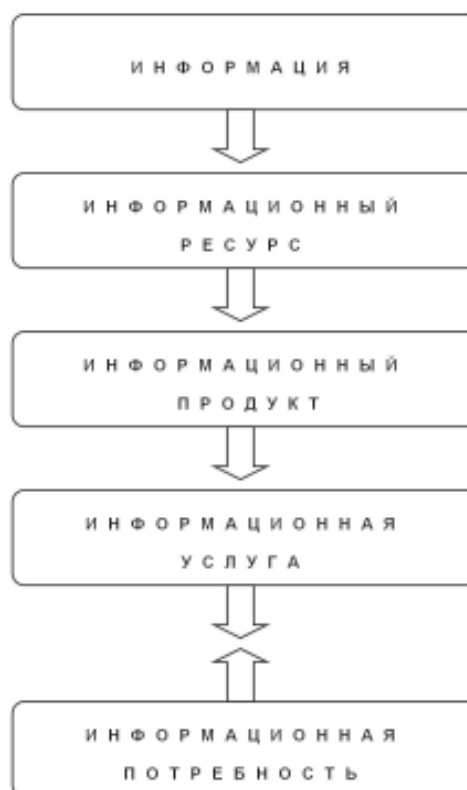 ИНФОРМАЦИЯ
ИНФОРМАЦИОННЫЙ
РЕСУРС
ИНФОРМАЦИОННЫЙ
ПРОДУКТ
ИНФОРМАЦИОННАЯ
УСЛУГА
ИНФОРМАЦИОННАЯ
ПОТРЕБНОСТЬ